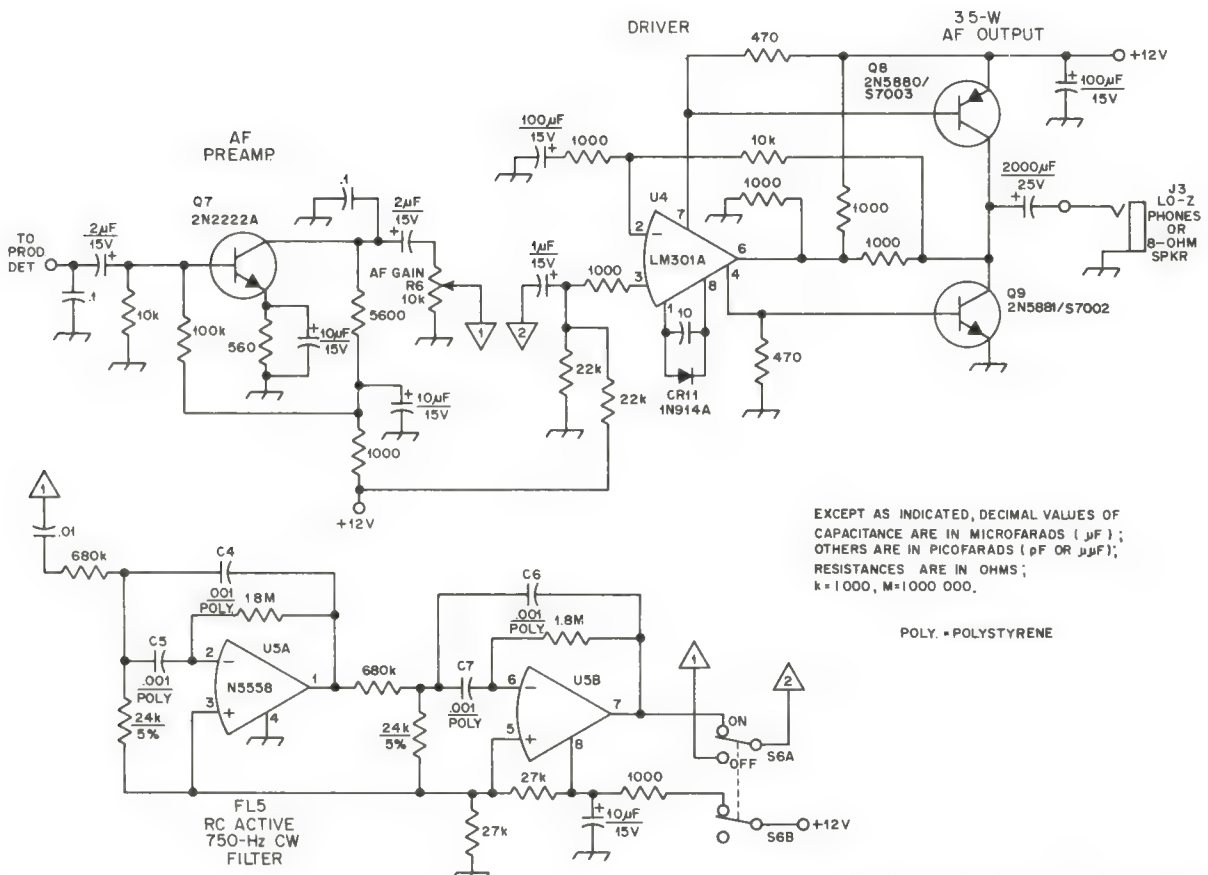 DRIVER
35-W
AF OUTPUT
470
+12V
Q8
2N5880/
S7003
+
100µF
15V
100µF
15V
+
1000
10k
AF
PREAMP
.1
2µF
15V
+
Q7
2N2222A
U4
1000
7
2
–
LM301A
6
4
3
1
8
1000
1000
2000µF
25V
+
J3
LO-Z
PHONES
OR
8-OHM
SPKR
TO
PROD
DET
2µF
15V
+
.1
10k
100k
560
+
10µF
15V
5600
AF GAIN
R6
10k
1
1µF
15V
+
2
1000
10
CR11
1N914A
22k
22k
470
Q9
2N5881/S7002
+
10µF
15V
1000
+12V
1
.01
680k
C4
.001
POLY
1.8M
C5
.001
POLY
2
–
U5A
N5558
1
3
+
4
24k
5%
680k
C6
.001
POLY
1.8M
C7
.001
POLY
6
–
U5B
7
5
+
8
24k
5%
27k
27k
+
10µF
15V
1000
1
2
ON
OFF
S6A
S6B
+12V
FL5
RC ACTIVE
750-Hz CW
FILTER
EXCEPT AS INDICATED, DECIMAL VALUES OF
CAPACITANCE ARE IN MICROFARADS ( µF ) ;
OTHERS ARE IN PICOFARADS ( pF OR µµF);
RESISTANCES ARE IN OHMS ;
k=1000, M=1000 000.
POLY. = POLYSTYRENE